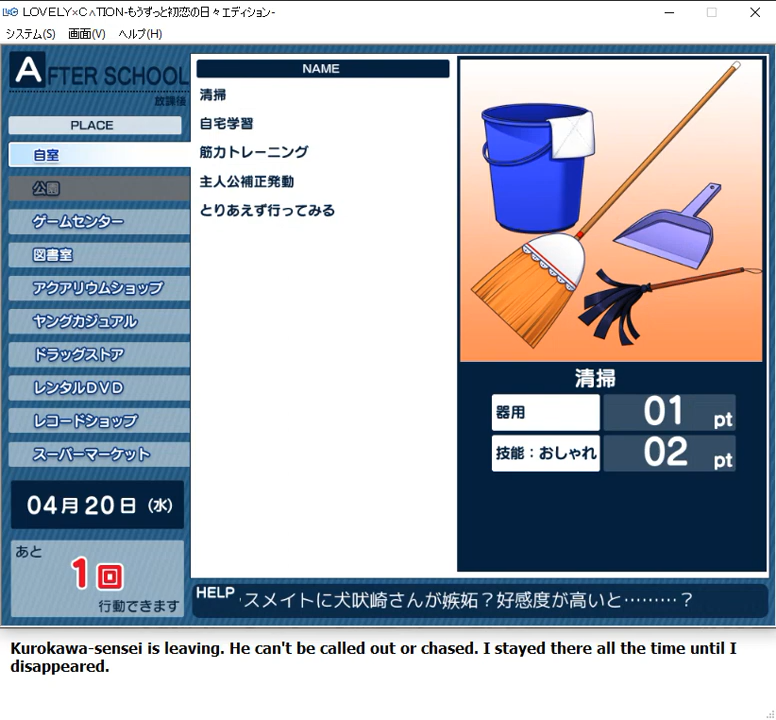 LOVELY×C∧TION-もうずっと初恋の日々エディション-
システム(S) 画面(V) ヘルプ(H)
AFTER SCHOOL
放課後
PLACE
自室
公園
ゲームセンター
図書室
アクアリウムショップ
ヤングカジュアル
ドラッグストア
レンタルDVD
レコードショップ
スーパーマーケット
04月20日(水)
あと
1回
行動できます
NAME
清掃
自宅学習
筋力トレーニング
主人公補正発動
とりあえず行ってみる
清掃
器用 01 pt
技能:おしゃれ 02 pt
HELP スメイトに犬吠崎さんが嫉妬?好感度が高いと………?
Kurokawa-sensei is leaving. He can't be called out or chased. I stayed there all the time until I
disappeared.